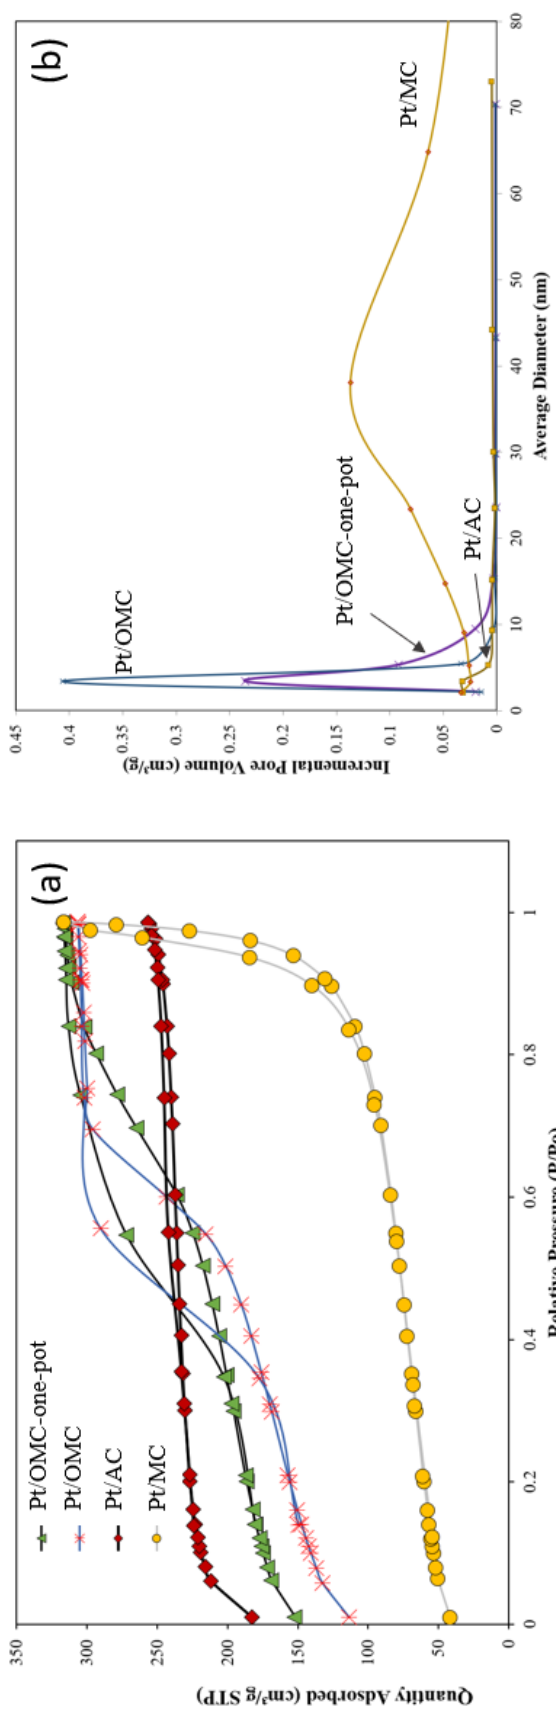 (a)
Quantity Adsorbed (cm³/g STP)
350
300
250
200
150
100
50
0
0
0.2
0.4
0.6
0.8
1
Relative Pressure (P/Po)
Pt/OMC-one-pot
Pt/OMC
Pt/AC
Pt/MC
(b)
Incremental Pore Volume (cm³/g)
0.45
0.4
0.35
0.3
0.25
0.2
0.15
0.1
0.05
0
0
10
20
30
40
50
60
70
80
Average Diameter (nm)
Pt/OMC
Pt/OMC-one-pot
Pt/AC
Pt/MC